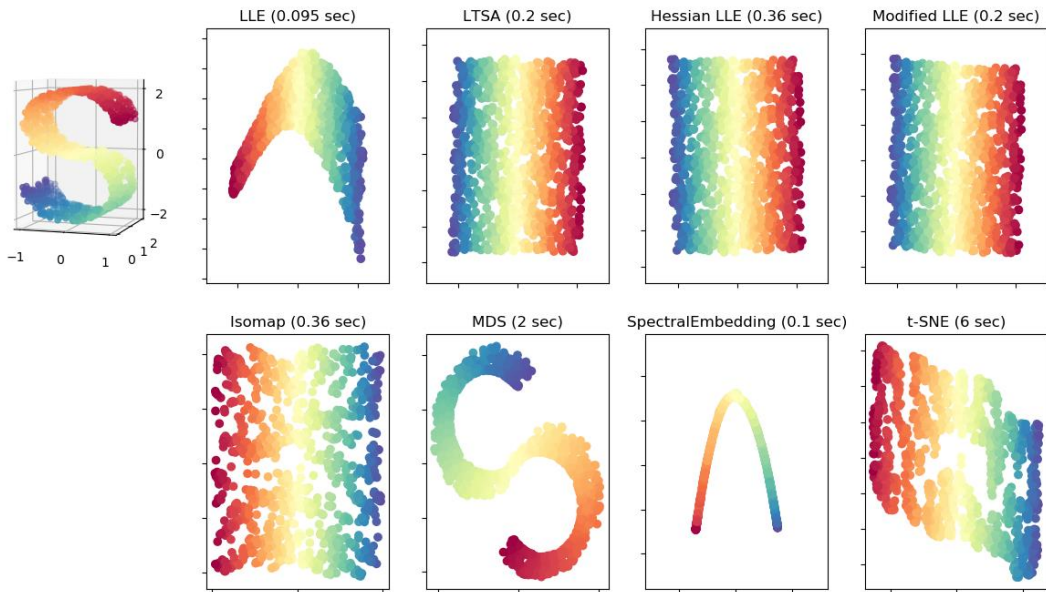 LLE (0.095 sec)
LTSA (0.2 sec)
Hessian LLE (0.36 sec)
Modified LLE (0.2 sec)
2
0
−2
−1
0
1
0
1
2
Isomap (0.36 sec)
MDS (2 sec)
SpectralEmbedding (0.1 sec)
t-SNE (6 sec)